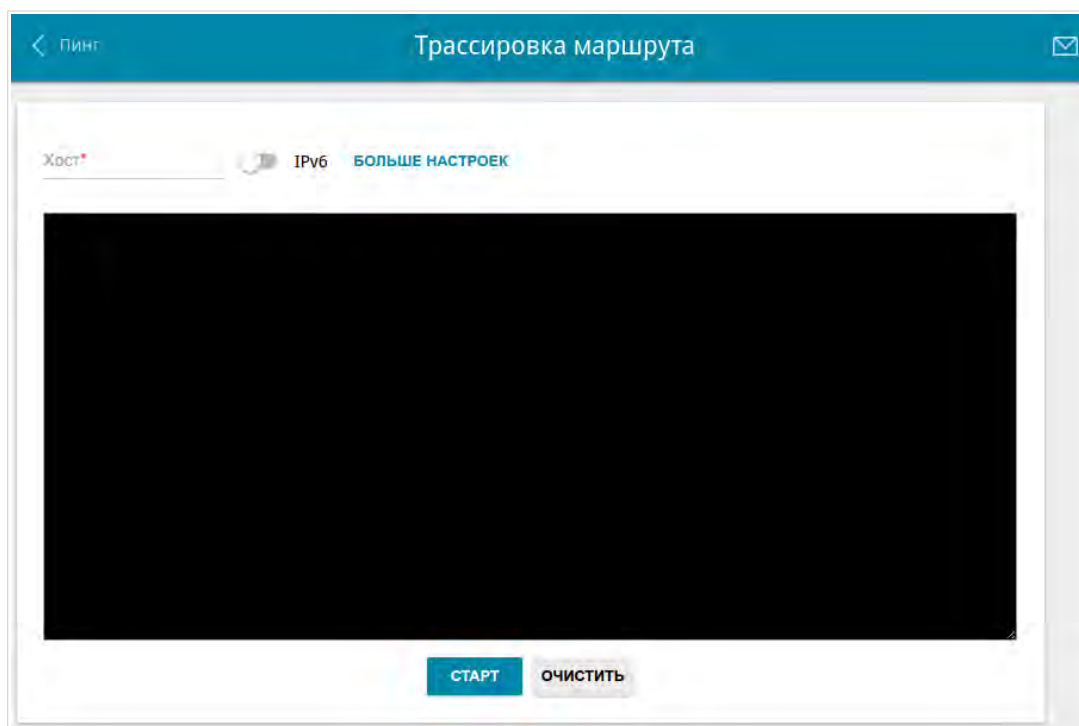 Пинг
Трассировка маршрута
Хост*
IPv6
БОЛЬШЕ НАСТРОЕК
СТАРТ
ОЧИСТИТЬ